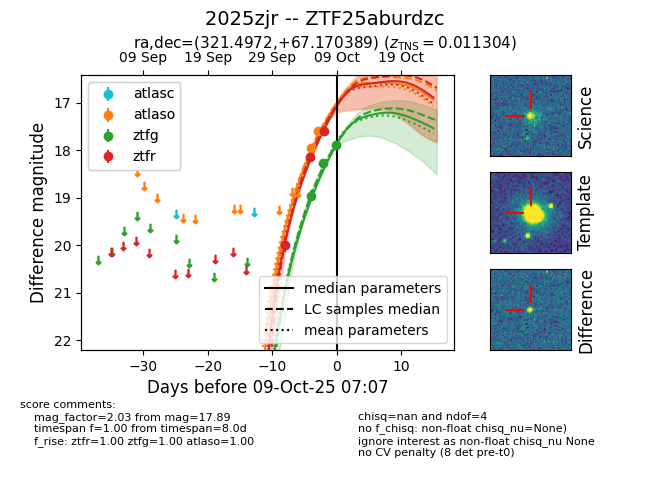 2025zjr -- ZTF25aburdzc
ra,dec=(321.4972,+67.170389) (zTNS = 0.011304)
09 Sep 19 Sep 29 Sep 09 Oct 19 Oct
atlasc
atlaso
ztfg
ztfr
17
18
19
20
21
22
Difference magnitude
median parameters
LC samples median
mean parameters
−30 −20 −10 0 10
Days before 09-Oct-25 07:07
Science
Template
Difference
score comments:
mag_factor=2.03 from mag=17.89
timespan f=1.00 from timespan=8.0d
f_rise: ztfr=1.00 ztfg=1.00 atlaso=1.00
chisq=nan and ndof=4
no f_chisq: non-float chisq_nu=None)
ignore interest as non-float chisq_nu None
no CV penalty (8 det pre-t0)